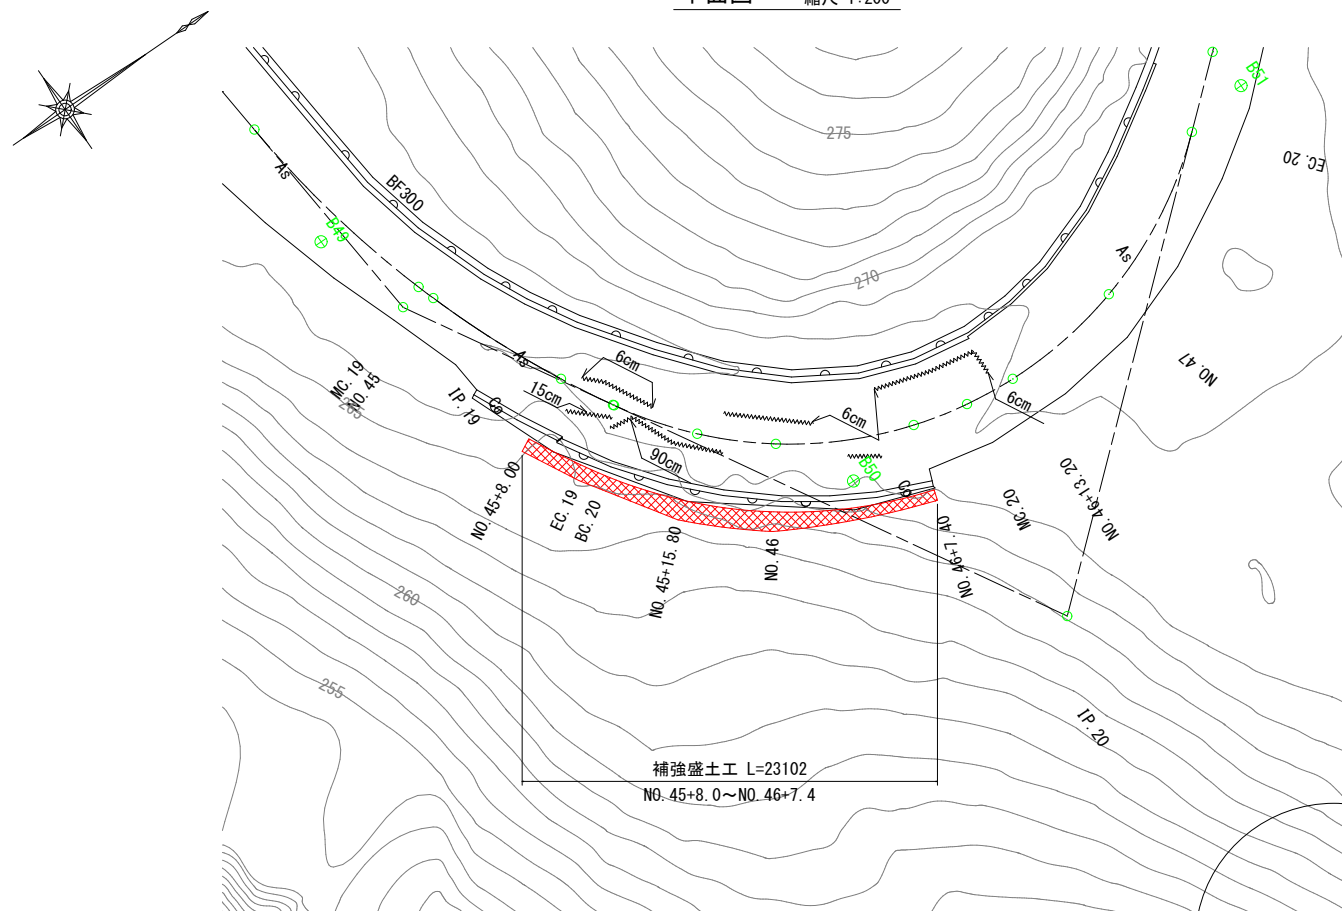 縮尺 1:200
B51
275
EC. 20
As
BF300
B49
As
270
6cm
As
15cm
NO. 47
MC. 19
NO. 45
265
IP. 19
Co
6cm
6cm
90cm
B50
Co
NO. 45+8. 00
EC. 19
BC. 20
NO. 45+15. 80
NO. 46
NO. 46+7. 40
MC. 20
NO. 46+13. 20
260
255
IP. 20
補強盛土工 L=23102
NO. 45+8. 0～NO. 46+7. 4